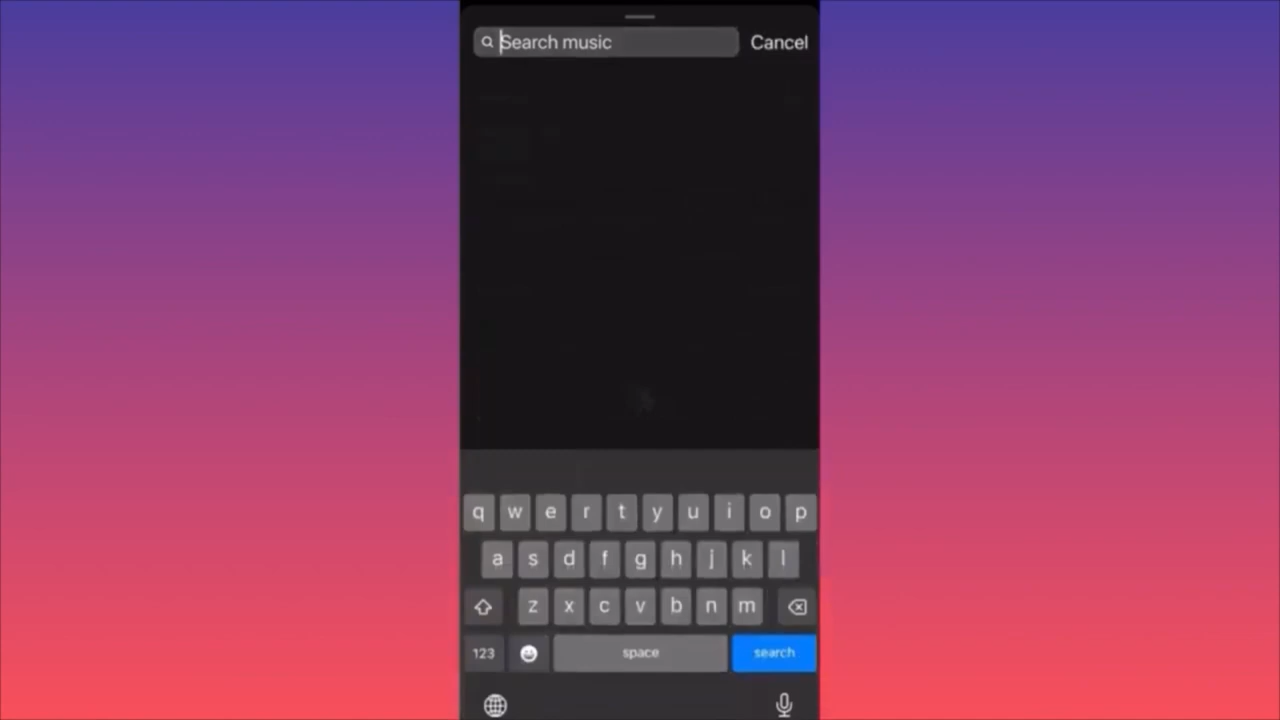 Search music Cancel
q w e r t y u i o p
a s d f g h j k l
z x c v b n m
123 space search